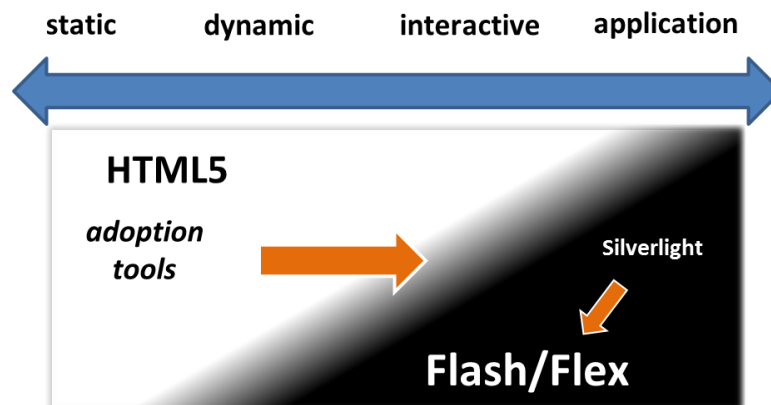 static dynamic interactive application
HTML5
adoption
tools
Silverlight
Flash/Flex